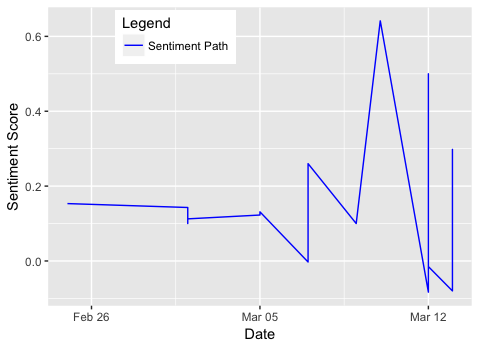 Legend
Sentiment Path
0.6
0.4
0.2
0.0
Sentiment Score
Feb 26
Mar 05
Mar 12
Date